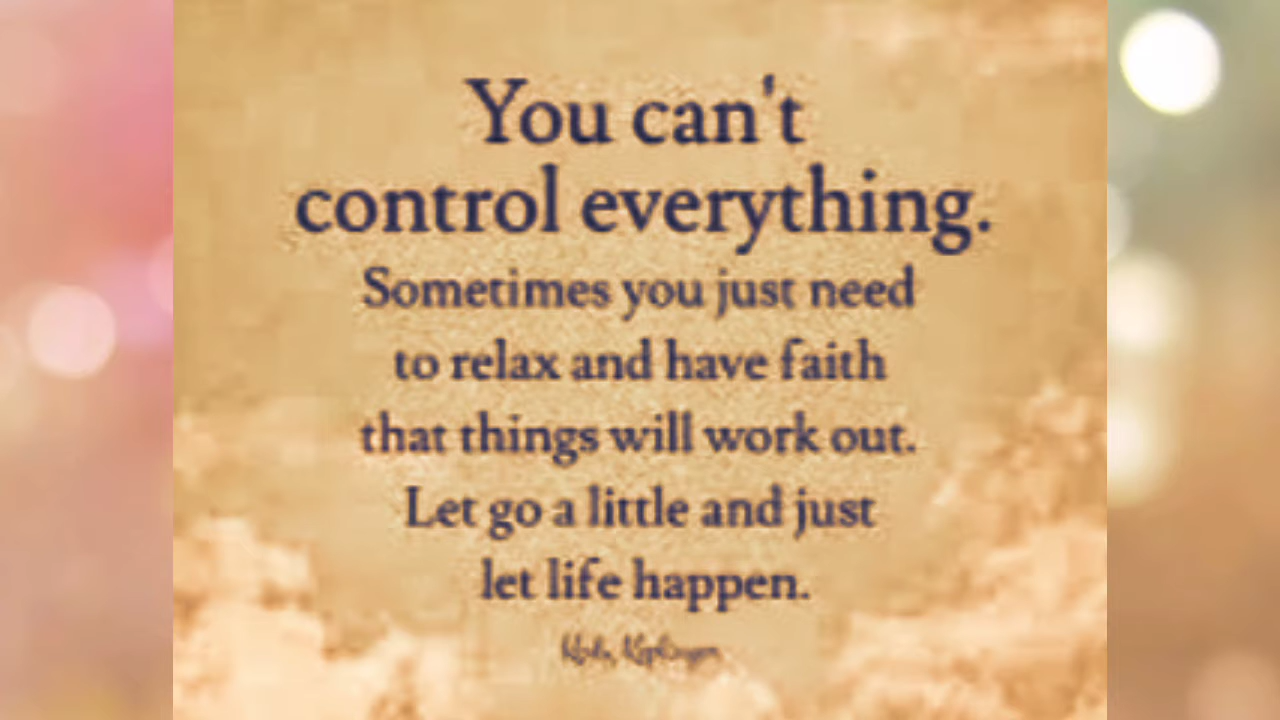 You can't
control everything.
Sometimes you just need
to relax and have faith
that things will work out.
Let go a little and just
let life happen.